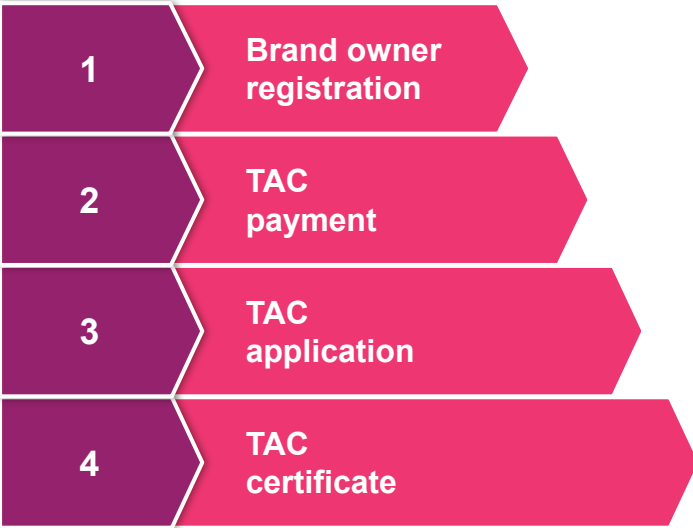 1
Brand owner
registration
2
TAC
payment
3
TAC
application
4
TAC
certificate